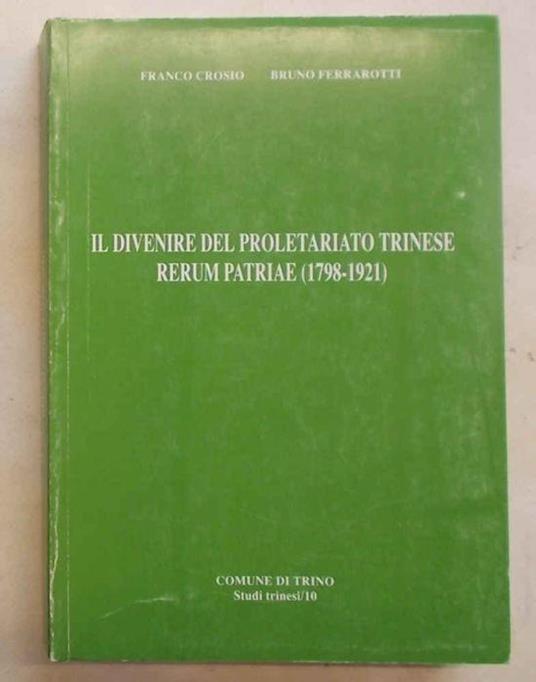 FRANCO CROSIO BRUNO FERRAROTTI
IL DIVENIRE DEL PROLETARIATO TRINESE
RERUM PATRIAE (1798-1921)
COMUNE DI TRINO
Studi trinesi/10